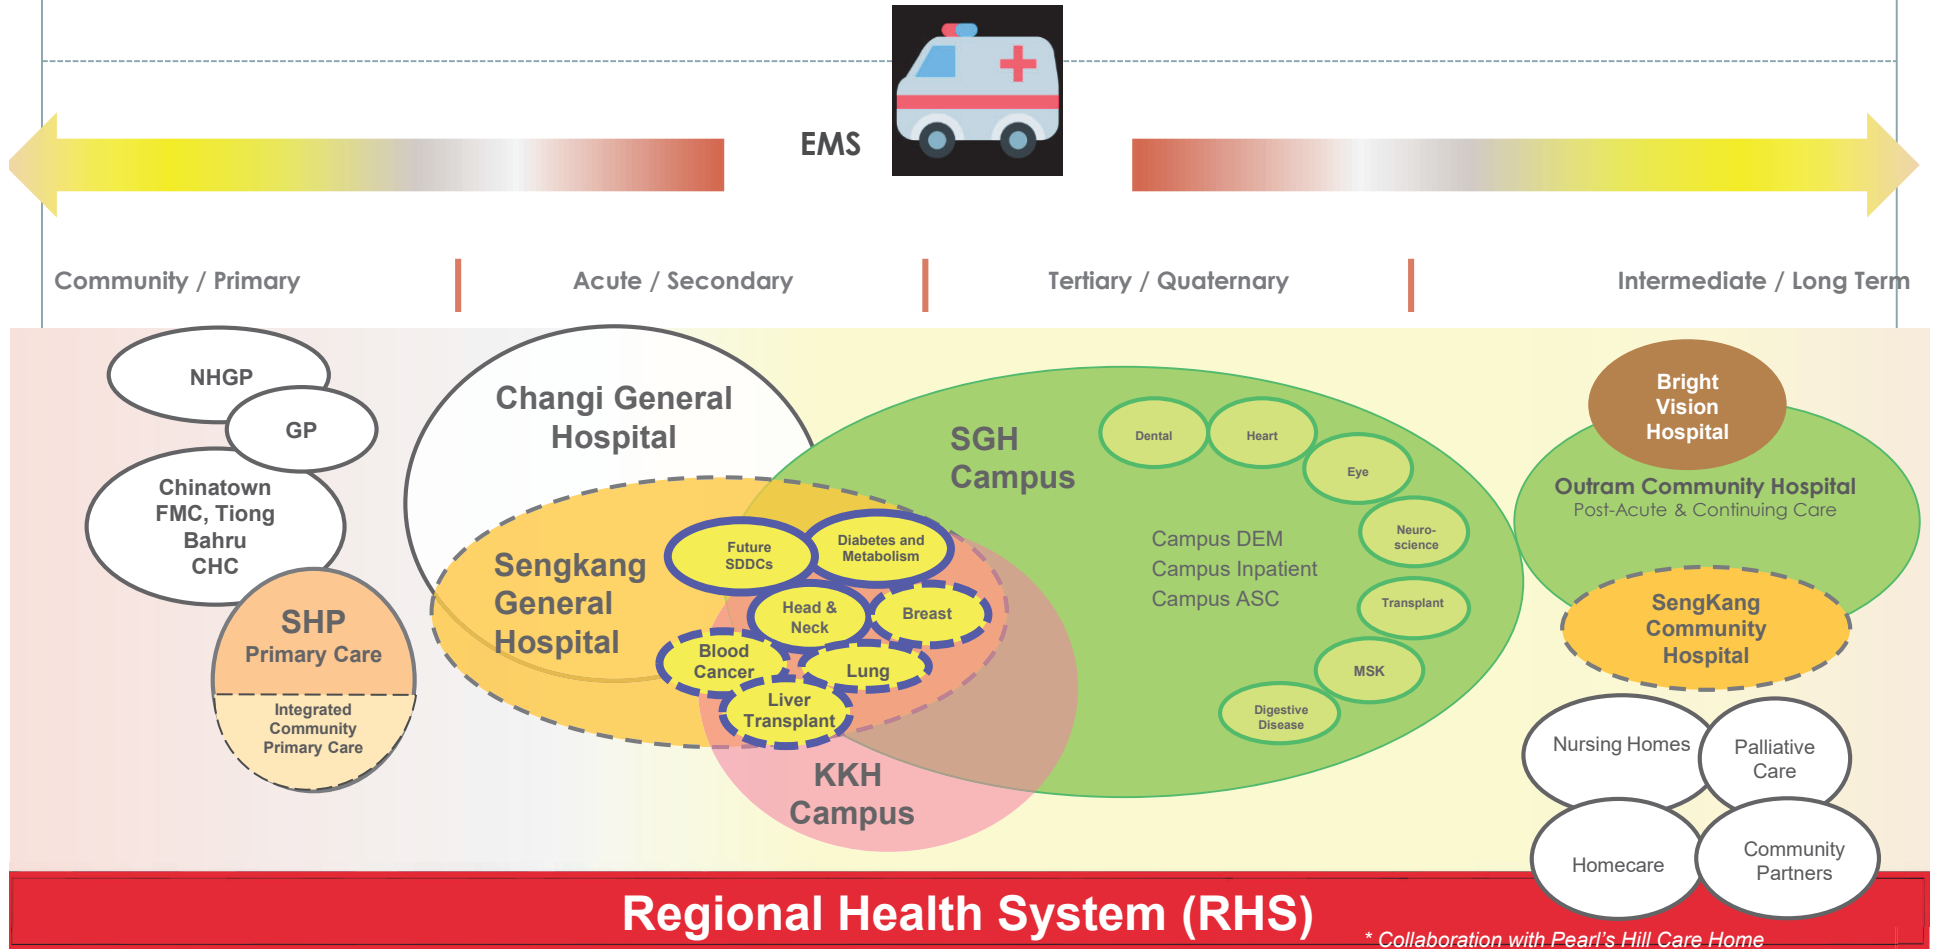 EMS
Community / Primary
Acute / Secondary
Tertiary / Quaternary
Intermediate / Long Term
NHGP
GP
Chinatown
FMC, Tiong
Bahru
CHC
SHP
Primary Care
Integrated
Community
Primary Care
Changi General
Hospital
Sengkang
General
Hospital
Future
SDDCs
Diabetes and
Metabolism
Head &
Neck
Breast
Blood
Cancer
Lung
Liver
Transplant
KKH
Campus
SGH
Campus
Campus DEM
Campus Inpatient
Campus ASC
Dental
Heart
Eye
Neuro-
science
Transplant
MSK
Digestive
Disease
Bright
Vision
Hospital
Outram Community Hospital
Post-Acute & Continuing Care
SengKang
Community
Hospital
Nursing Homes
Palliative
Care
Homecare
Community
Partners
Regional Health System (RHS)
* Collaboration with Pearl's Hill Care Home